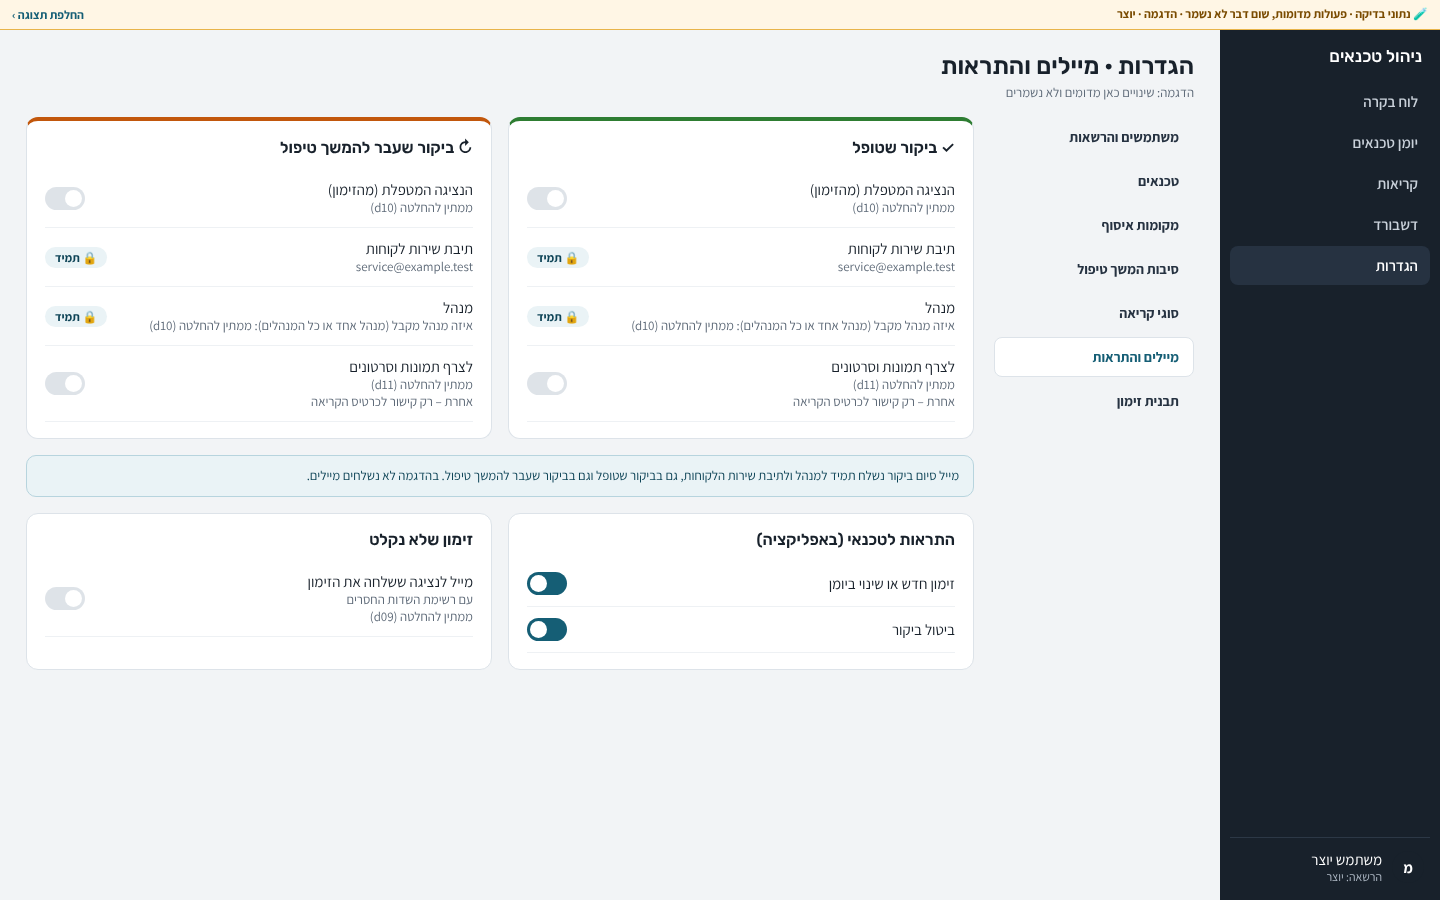 🧪 נתוני בדיקה · פעולות מדומות, שום דבר לא נשמר · הדגמה · יוצר
החלפת תצוגה ›
ניהול טכנאים
לוח בקרה
יומן טכנאים
קריאות
דשבורד
הגדרות
משתמש יוצר
הרשאה: יוצר
מ
הגדרות • מיילים והתראות
הדגמה: שינויים כאן מדומים ולא נשמרים
משתמשים והרשאות
טכנאים
מקומות איסוף
סיבות המשך טיפול
סוגי קריאה
מיילים והתראות
תבנית זימון
✓ ביקור שטופל
הנציגה המטפלת (מהזימון)
ממתין להחלטה (d10)
תיבת שירות לקוחות
service@example.test
🔒 תמיד
מנהל
איזה מנהל מקבל (מנהל אחד או כל המנהלים): ממתין להחלטה (d10)
🔒 תמיד
לצרף תמונות וסרטונים
ממתין להחלטה (d11)
אחרת – רק קישור לכרטיס הקריאה
↻ ביקור שעבר להמשך טיפול
הנציגה המטפלת (מהזימון)
ממתין להחלטה (d10)
תיבת שירות לקוחות
service@example.test
🔒 תמיד
מנהל
איזה מנהל מקבל (מנהל אחד או כל המנהלים): ממתין להחלטה (d10)
🔒 תמיד
לצרף תמונות וסרטונים
ממתין להחלטה (d11)
אחרת – רק קישור לכרטיס הקריאה
מייל סיום ביקור נשלח תמיד למנהל ולתיבת שירות הלקוחות, גם בביקור שטופל וגם בביקור שעבר להמשך טיפול. בהדגמה לא נשלחים מיילים.
התראות לטכנאי (באפליקציה)
זימון חדש או שינוי ביומן
ביטול ביקור
זימון שלא נקלט
מייל לנציגה ששלחה את הזימון
עם רשימת השדות החסרים
ממתין להחלטה (d09)